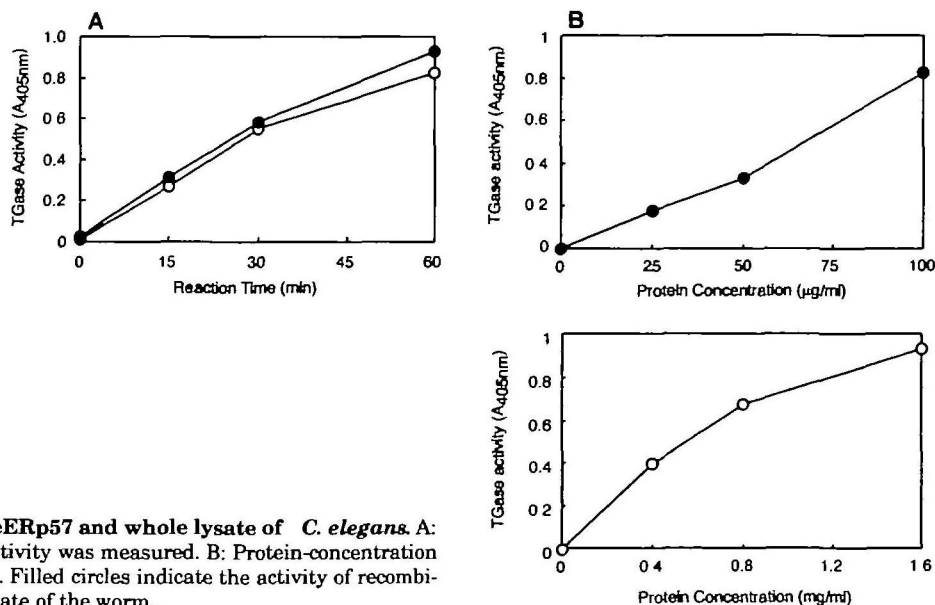 A
1.0
0.8
0.6
0.4
0.2
0
TGase Activity (A405nm)
0 15 30 45 60
Reaction Time (min)
B
1
0.8
0.6
0 4
0 2
0
TGase activity (A405nm)
0 25 50 75 100
Protein Concentration (µg/ml)
1
0.8
0.6
0.4
0 2
0
TGase activity (A405nm)
0 0 4 0.8 1.2 1 6
Protein Concentration (mg/ml)
eERp57 and whole lysate of C. elegans. A:
tivity was measured. B: Protein-concentration
. Filled circles indicate the activity of recombi-
ate of the worm.